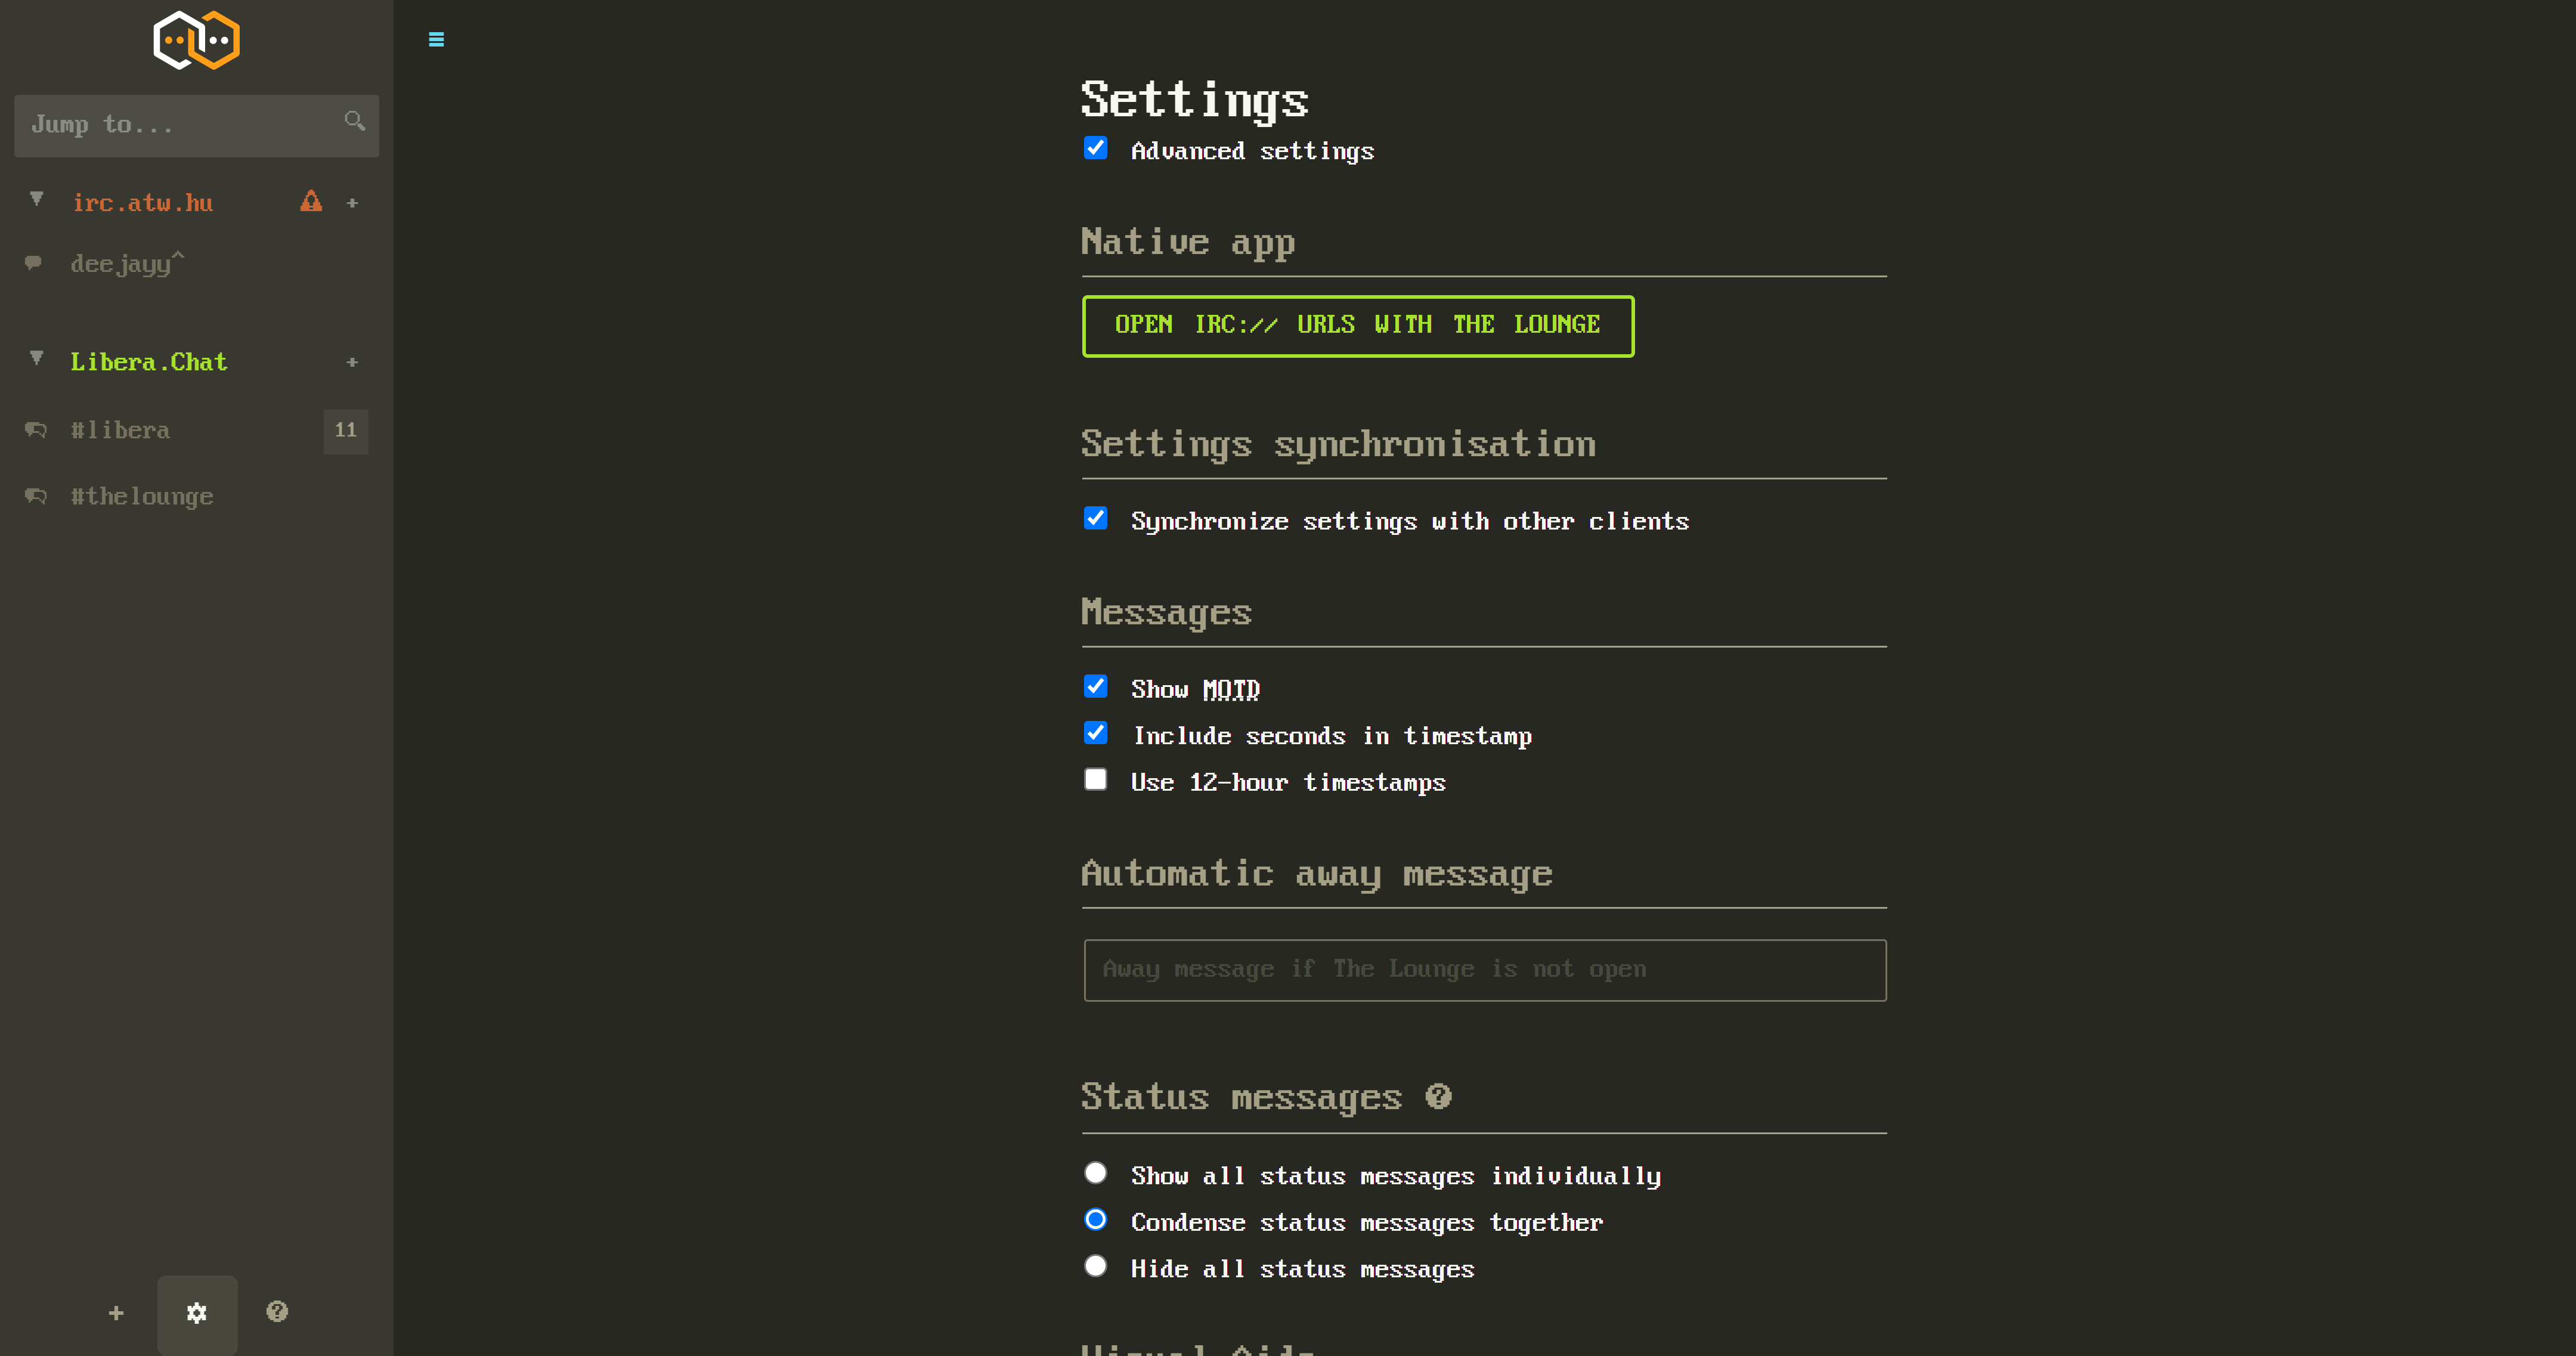 Jump to...
irc.atw.hu
deejayy^
Libera.Chat
#libera
11
#thelounge
Settings
Advanced settings
Native app
OPEN IRC:// URLS WITH THE LOUNGE
Settings synchronisation
Synchronize settings with other clients
Messages
Show MOTD
Include seconds in timestamp
Use 12-hour timestamps
Automatic away message
Away message if The Lounge is not open
Status messages
Show all status messages individually
Condense status messages together
Hide all status messages
Visual Aids